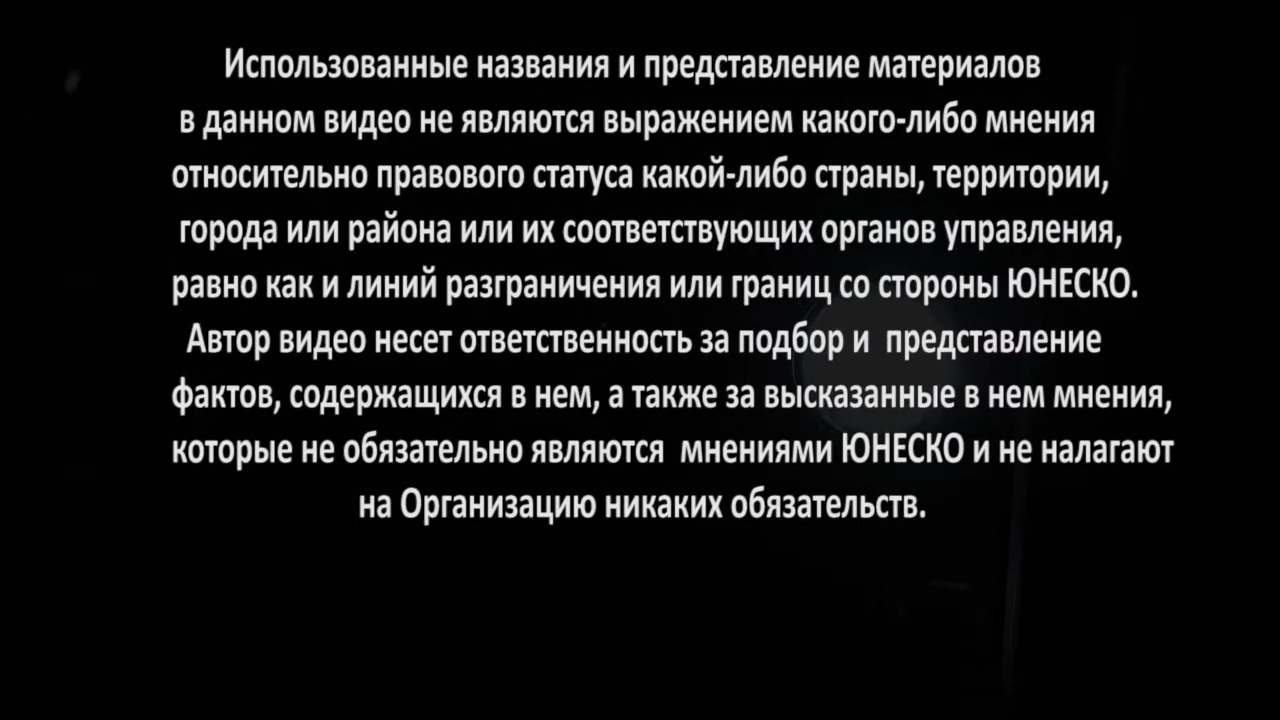 Использованные названия и представление материалов
в данном видео не являются выражением какого-либо мнения
относительно правового статуса какой-либо страны, территории,
города или района или их соответствующих органов управления,
равно как и линий разграничения или границ со стороны ЮНЕСКО.
Автор видео несет ответственность за подбор и представление
фактов, содержащихся в нем, а также за высказанные в нем мнения,
которые не обязательно являются мнениями ЮНЕСКО и не налагают
на Организацию никаких обязательств.